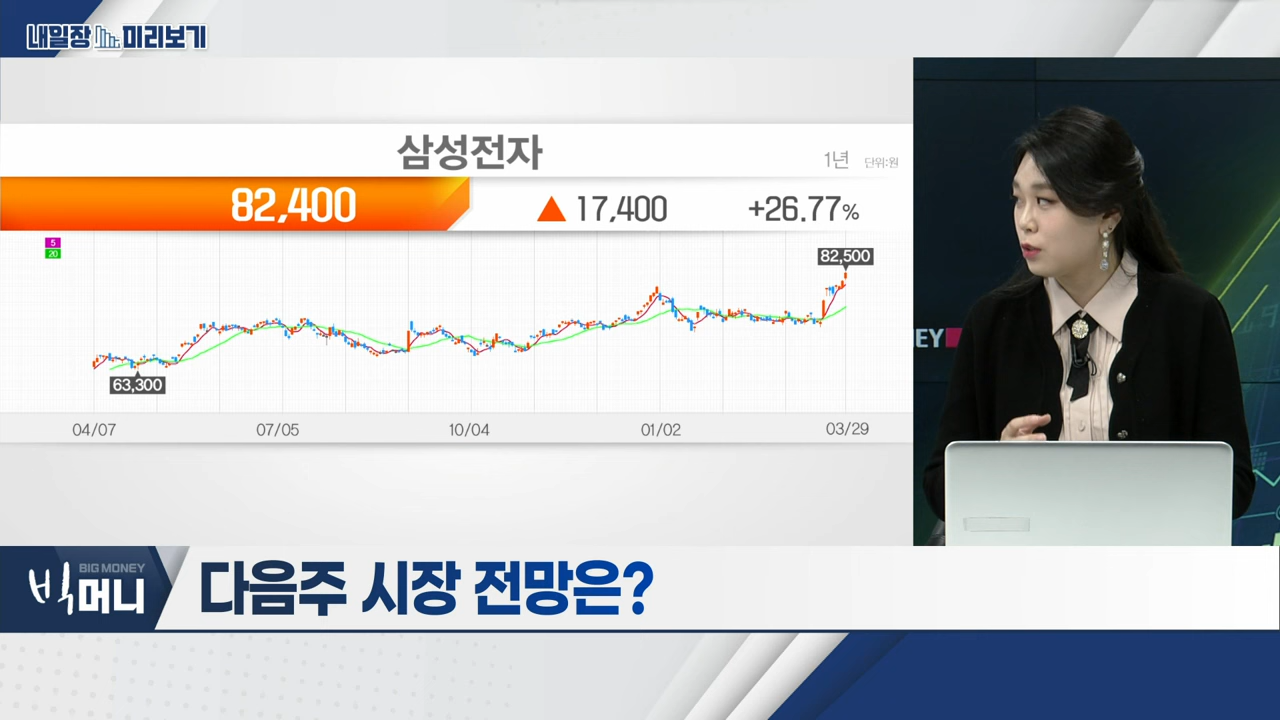 내일장 미리보기
삼성전자
1년 단위:원
82,400 ▲ 17,400 +26.77%
5
20
82,500
63,300
04/07 07/05 10/04 01/02 03/29
EY
BIG MONEY
빅머니
다음주 시장 전망은?